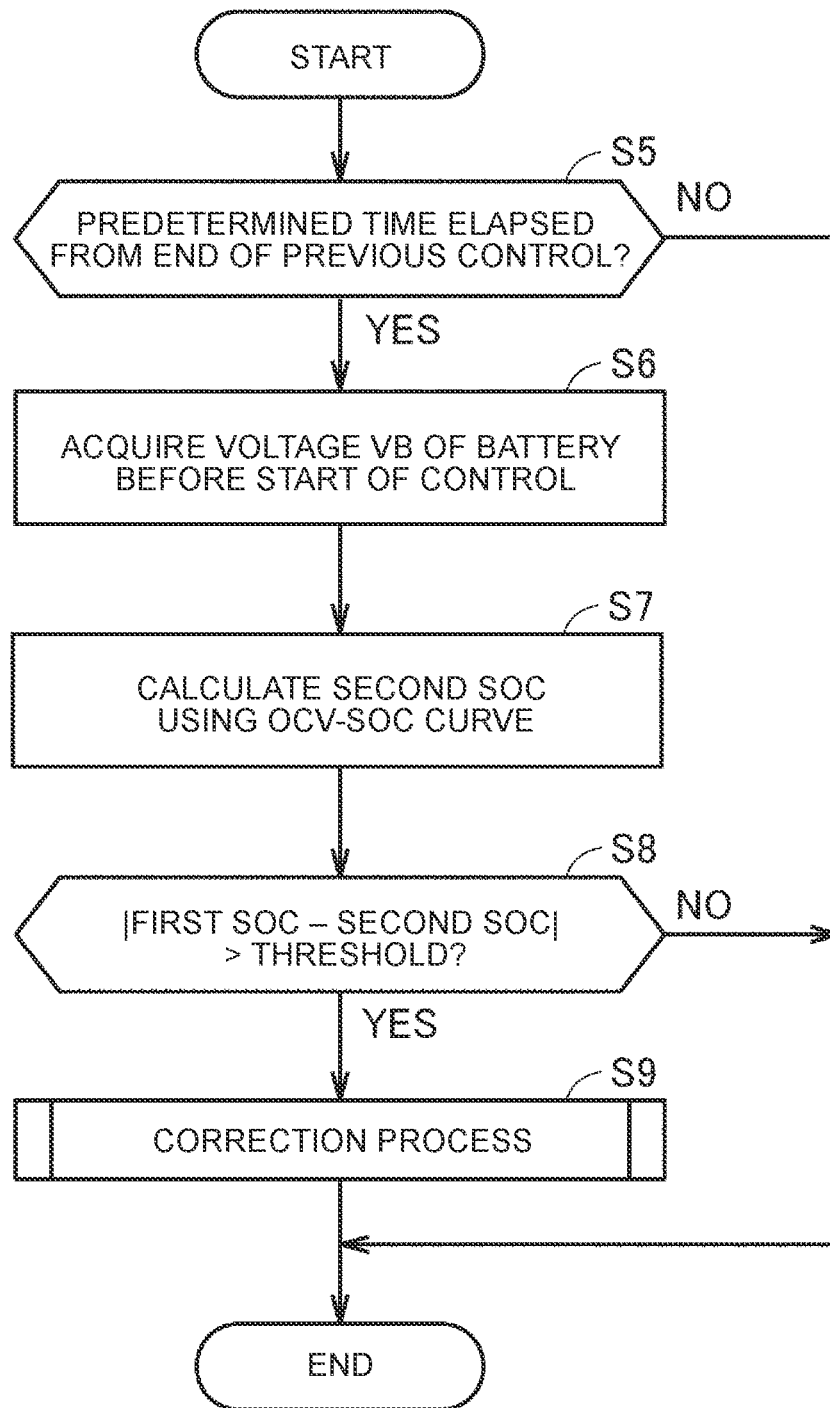 START
S5
PREDETERMINED TIME ELAPSED
FROM END OF PREVIOUS CONTROL?
NO
YES
S6
ACQUIRE VOLTAGE VB OF BATTERY
BEFORE START OF CONTROL
S7
CALCULATE SECOND SOC
USING OCV-SOC CURVE
S8
|FIRST SOC – SECOND SOC|
> THRESHOLD?
NO
YES
S9
CORRECTION PROCESS
END